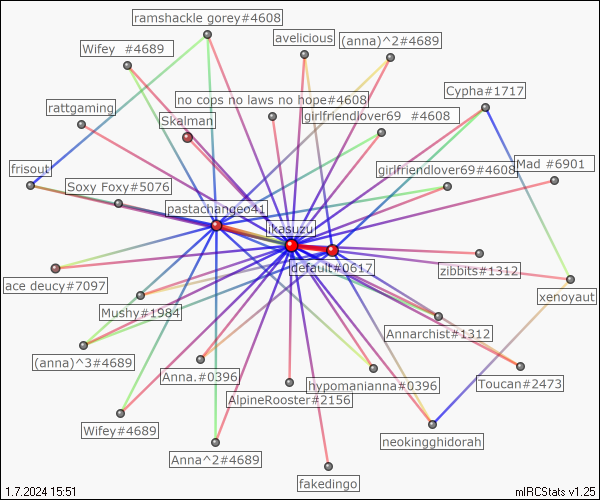 ramshackle gorey#4608
avelicious
(anna)^2#4689
Wifey #4689
Cypha#1717
no cops no laws no hope#4608
rattgaming
girlfriendlover69 #4608
Skalman
Mad #6901
frisout
girlfriendlover69#4608
Soxy Foxy#5076
pastachangeo41
ikasuzu
default#0617
zibbits#1312
ace deucy#7097
xenoyaut
Mushy#1984
Annarchist#1312
(anna)^3#4689
Anna.#0396
hypomanianna#0396
Toucan#2473
AlpineRooster#2156
Wifey#4689
neokingghidorah
Anna^2#4689
fakedingo
1.7.2024 15:51
mIRCStats v1.25